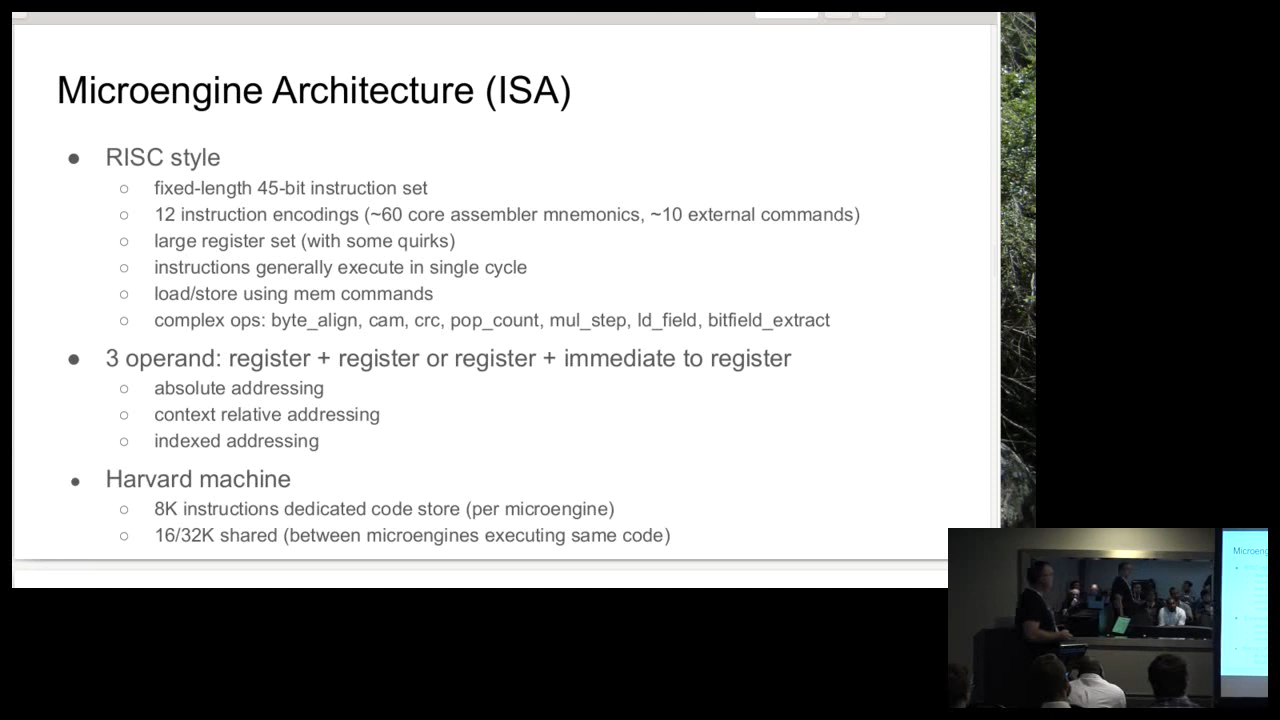 Microengine Architecture (ISA)
● RISC style
○ fixed-length 45-bit instruction set
○ 12 instruction encodings (~60 core assembler mnemonics, ~10 external commands)
○ large register set (with some quirks)
○ instructions generally execute in single cycle
○ load/store using mem commands
○ complex ops: byte_align, cam, crc, pop_count, mul_step, ld_field, bitfield_extract
● 3 operand: register + register or register + immediate to register
○ absolute addressing
○ context relative addressing
○ indexed addressing
● Harvard machine
○ 8K instructions dedicated code store (per microengine)
○ 16/32K shared (between microengines executing same code)
Microeng